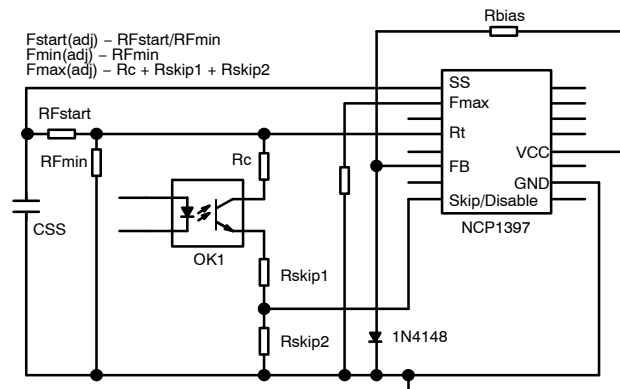 Rbias
Fstart(adj) – RFstart/RFmin
Fmin(adj) – RFmin
Fmax(adj) – Rc + Rskip1 + Rskip2
SS
Fmax
RFstart
Rt
RFmin
Rc
VCC
FB
GND
Skip/Disable
CSS
NCP1397
OK1
Rskip1
1N4148
Rskip2